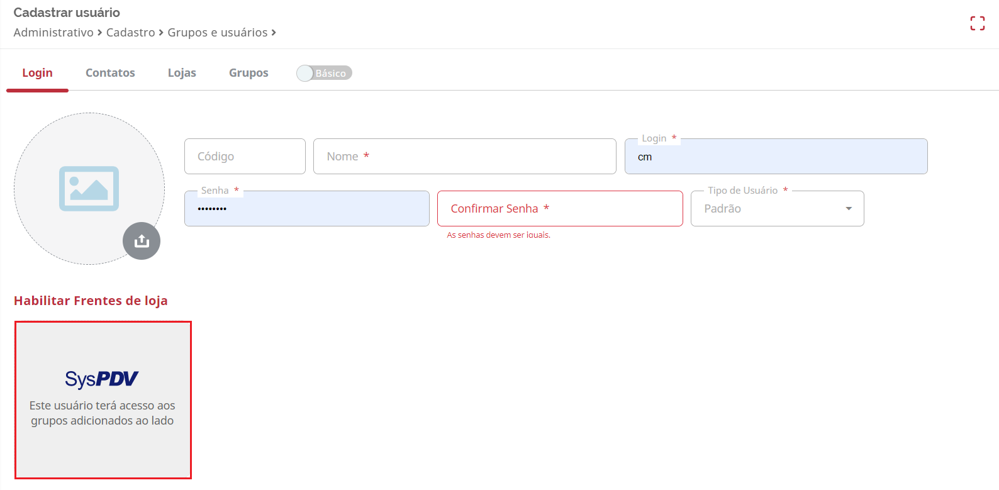 Cadastrar usuário
Administrativo > Cadastro > Grupos e usuários >
Login Contatos Lojas Grupos Básico
Login *
Código Nome * cm
Senha * Tipo de Usuário *
•••••••• Confirmar Senha * Padrão
As senhas devem ser iguais.
Habilitar Frentes de loja
SysPDV
Este usuário terá acesso aos
grupos adicionados ao lado